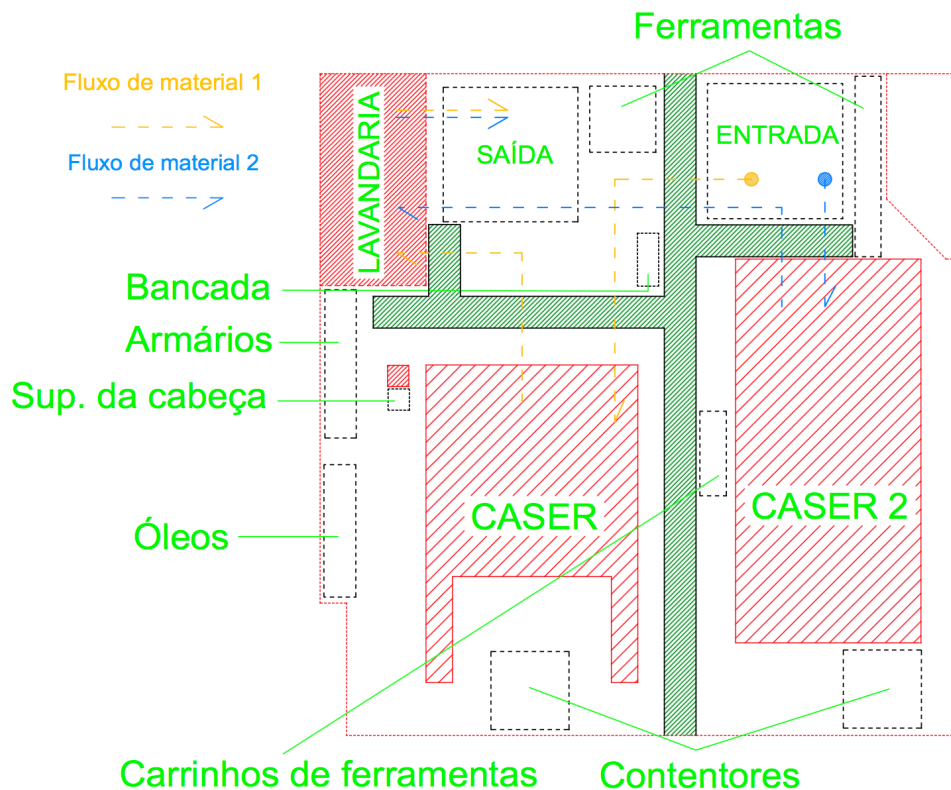 Ferramentas
Fluxo de material 1
Fluxo de material 2
LAVANDARIA
SAÍDA
ENTRADA
Bancada
Armários
Sup. da cabeça
Óleos
CASER
CASER 2
Carrinhos de ferramentas
Contentores